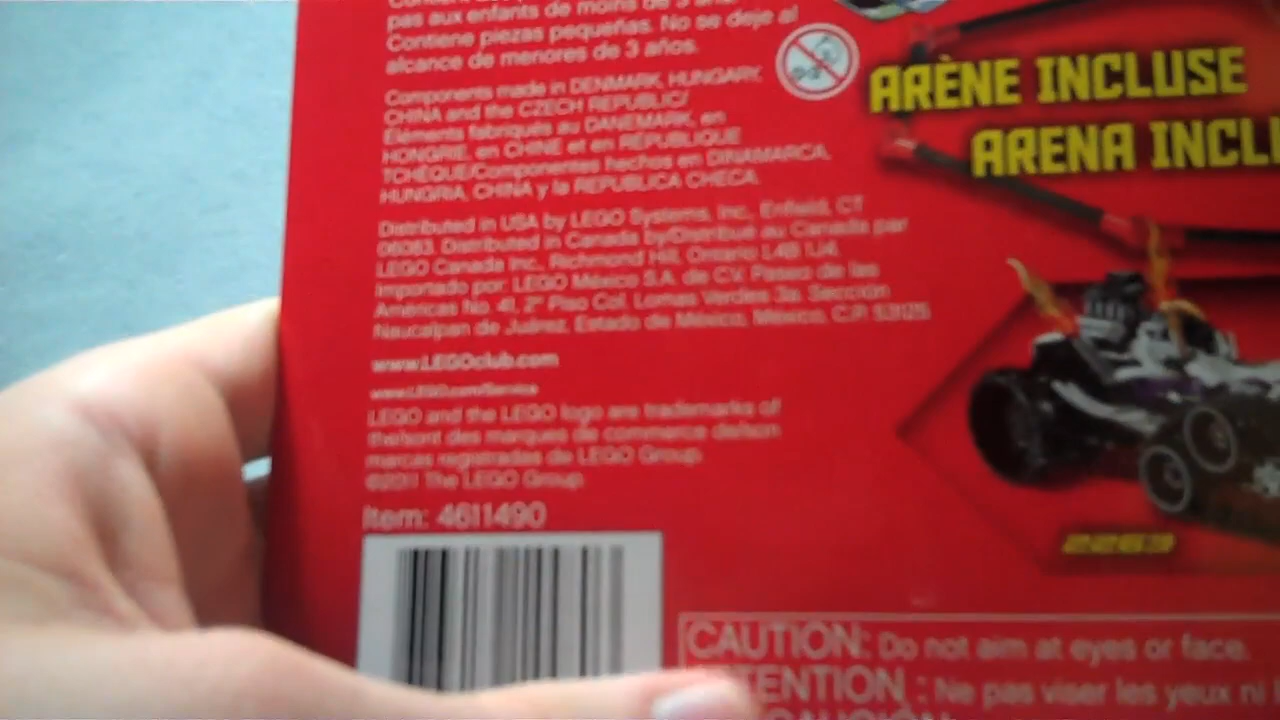 pas aux enfants de moins de 3
Contiene piezas pequeñas. No se deje al
alcance de menores de 3 años.
Components made in DENMARK, HUNGARY,
CHINA and the CZECH REPUBLIC/
Éléments fabriqués au DANEMARK, en
HONGRIE, en CHINE et en RÉPUBLIQUE
TCHÈQUE/Componentes hechos en DINAMARCA,
HUNGRIA, CHINA y la REPUBLICA CHECA.
Distributed in USA by LEGO Systems, Inc., Enfield, CT
06083. Distributed in Canada by/Distribué au Canada par
LEGO Canada Inc., Richmond Hill, Ontario L4B 1J4.
Importado por: LEGO México S.A. de C.V. Paseo de las
Américas No. 41, 2° Piso Col. Lomas Verdes 3a. Sección
Naucalpan de Juárez, Estado de México, México, C.P. 53125
www.LEGOclub.com
www.LEGO.com/Service
LEGO and the LEGO logo are trademarks of
the/sont des marques de commerce de/son
marcas registradas de LEGO Group.
©2011 The LEGO Group.
Item: 4611490
ARÈNE INCLUSE
ARENA INCL
CAUTION: Do not aim at eyes or face.
TENTION : Ne pas viser les yeux ni